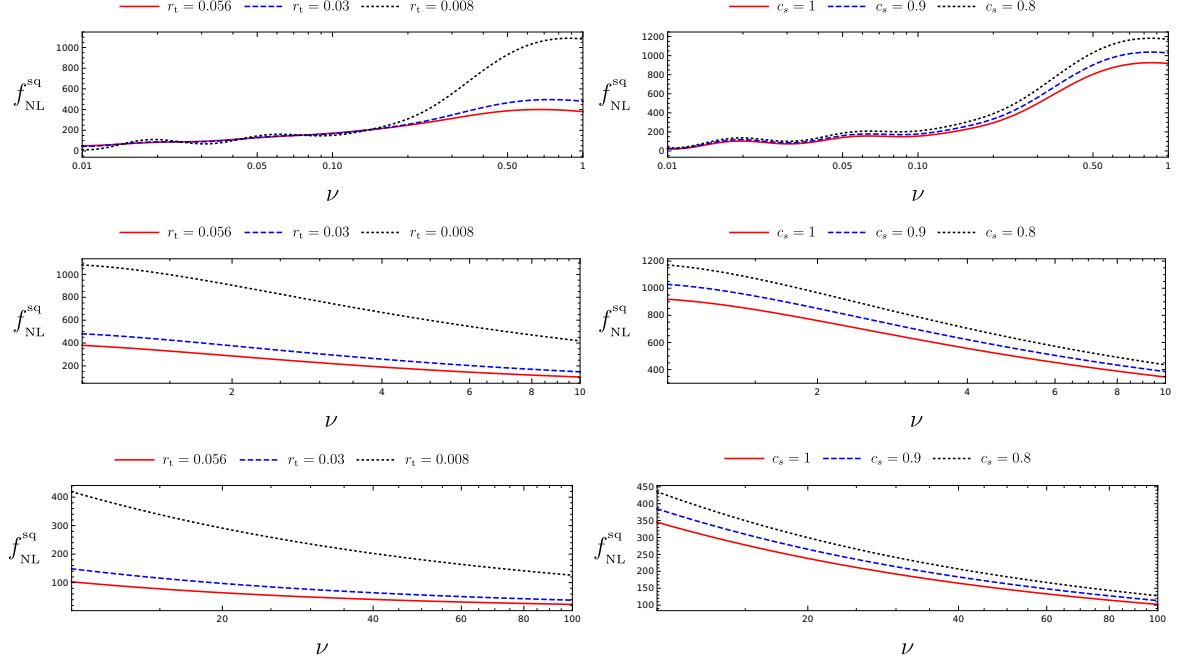 r_t = 0.056 r_t = 0.03 r_t = 0.008
1000
800
600
400
200
0
f_NL^sq
0.01 0.05 0.10 0.50 1
ν
c_s = 1 c_s = 0.9 c_s = 0.8
1200
1000
800
600
400
200
0
f_NL^sq
0.01 0.05 0.10 0.50 1
ν
r_t = 0.056 r_t = 0.03 r_t = 0.008
1000
800
600
400
200
f_NL^sq
2 4 6 8 10
ν
c_s = 1 c_s = 0.9 c_s = 0.8
1200
1000
800
600
400
f_NL^sq
2 4 6 8 10
ν
r_t = 0.056 r_t = 0.03 r_t = 0.008
400
300
200
100
f_NL^sq
20 40 60 80 100
ν
c_s = 1 c_s = 0.9 c_s = 0.8
450
400
350
300
250
200
150
100
f_NL^sq
20 40 60 80 100
ν